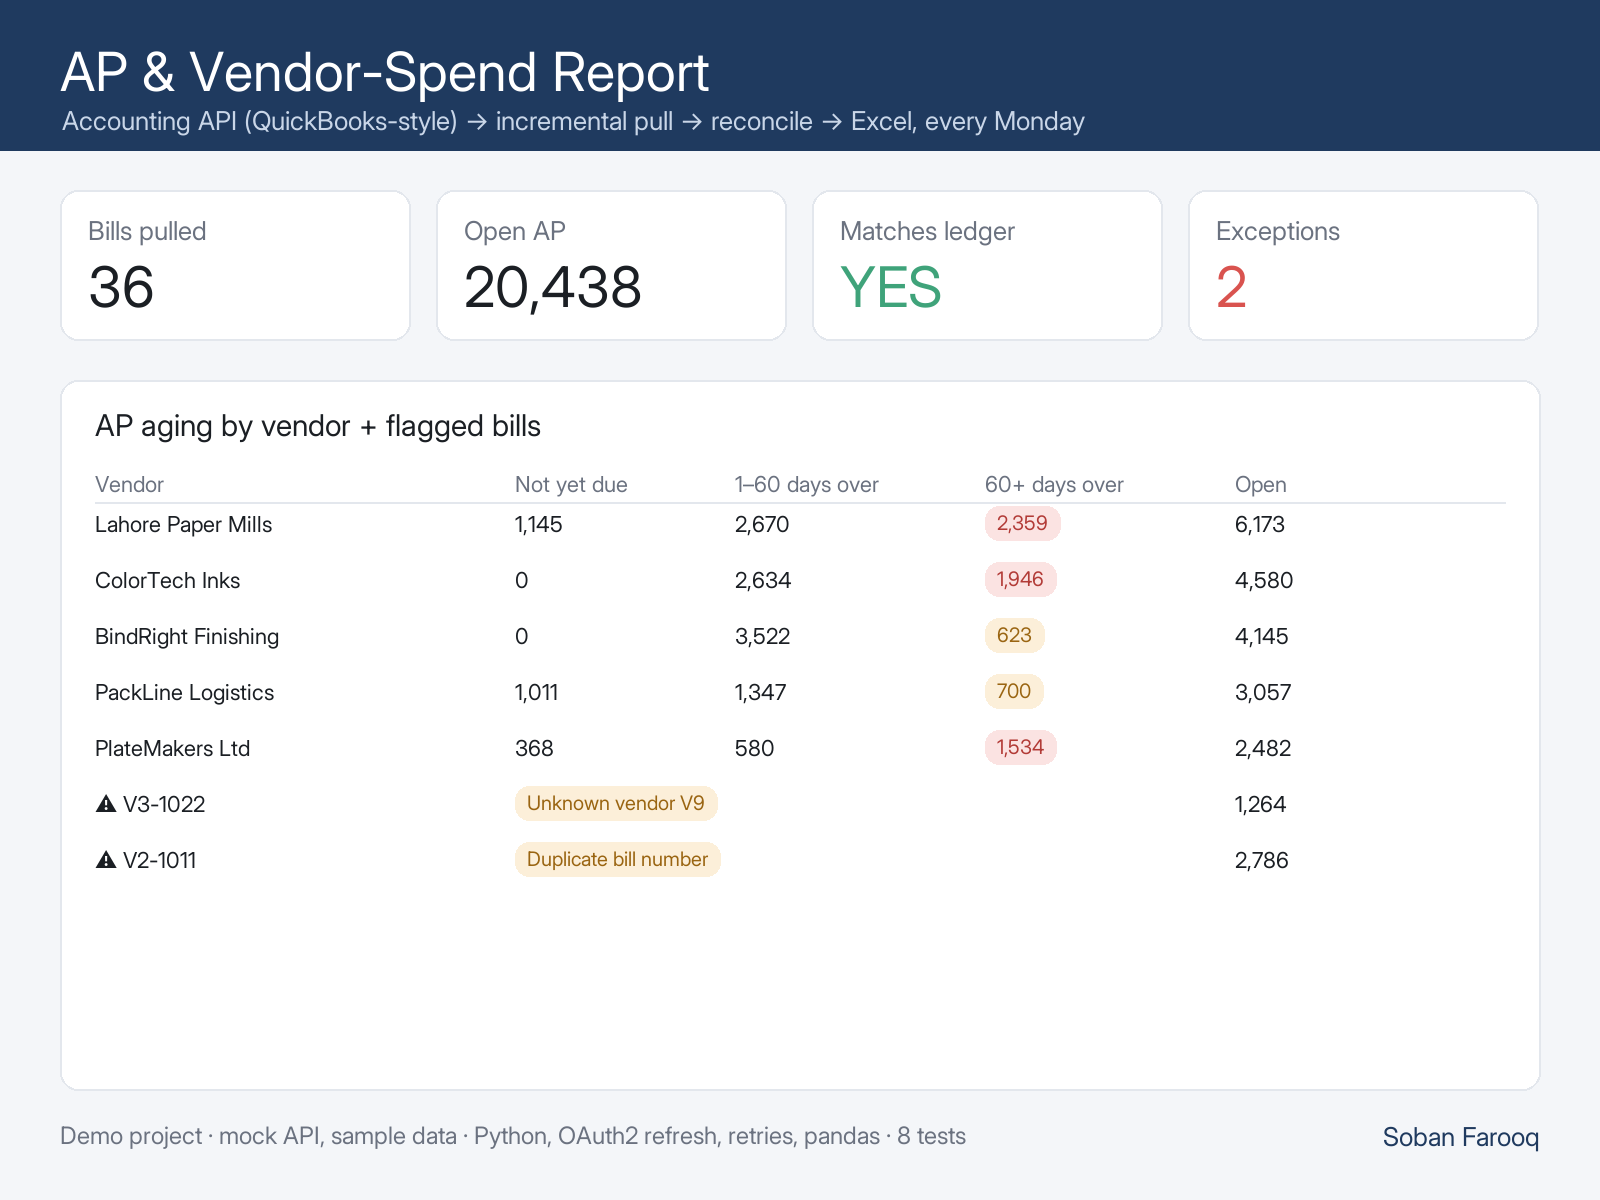 AP & Vendor-Spend Report
Accounting API (QuickBooks-style) → incremental pull → reconcile → Excel, every Monday
Bills pulled
36
Open AP
20,438
Matches ledger
YES
Exceptions
2
AP aging by vendor + flagged bills
Vendor Not yet due 1–60 days over 60+ days over Open
Lahore Paper Mills 1,145 2,670 2,359 6,173
ColorTech Inks 0 2,634 1,946 4,580
BindRight Finishing 0 3,522 623 4,145
PackLine Logistics 1,011 1,347 700 3,057
PlateMakers Ltd 368 580 1,534 2,482
⚠ V3-1022 Unknown vendor V9 1,264
⚠ V2-1011 Duplicate bill number 2,786
Demo project · mock API, sample data · Python, OAuth2 refresh, retries, pandas · 8 tests
Soban Farooq